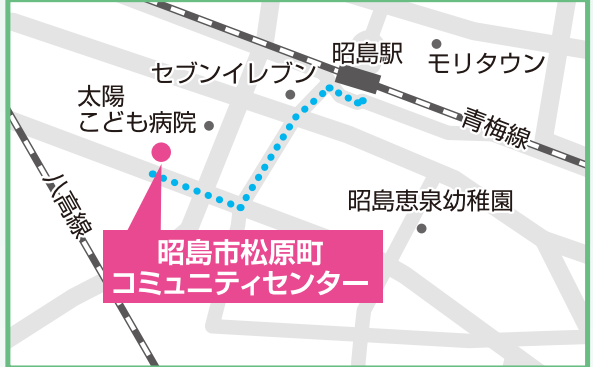 昭島駅
モリタウン
セブンイレブン
太陽
こども病院
青梅線
八高線
昭島恵泉幼稚園
昭島市松原町
コミュニティセンター